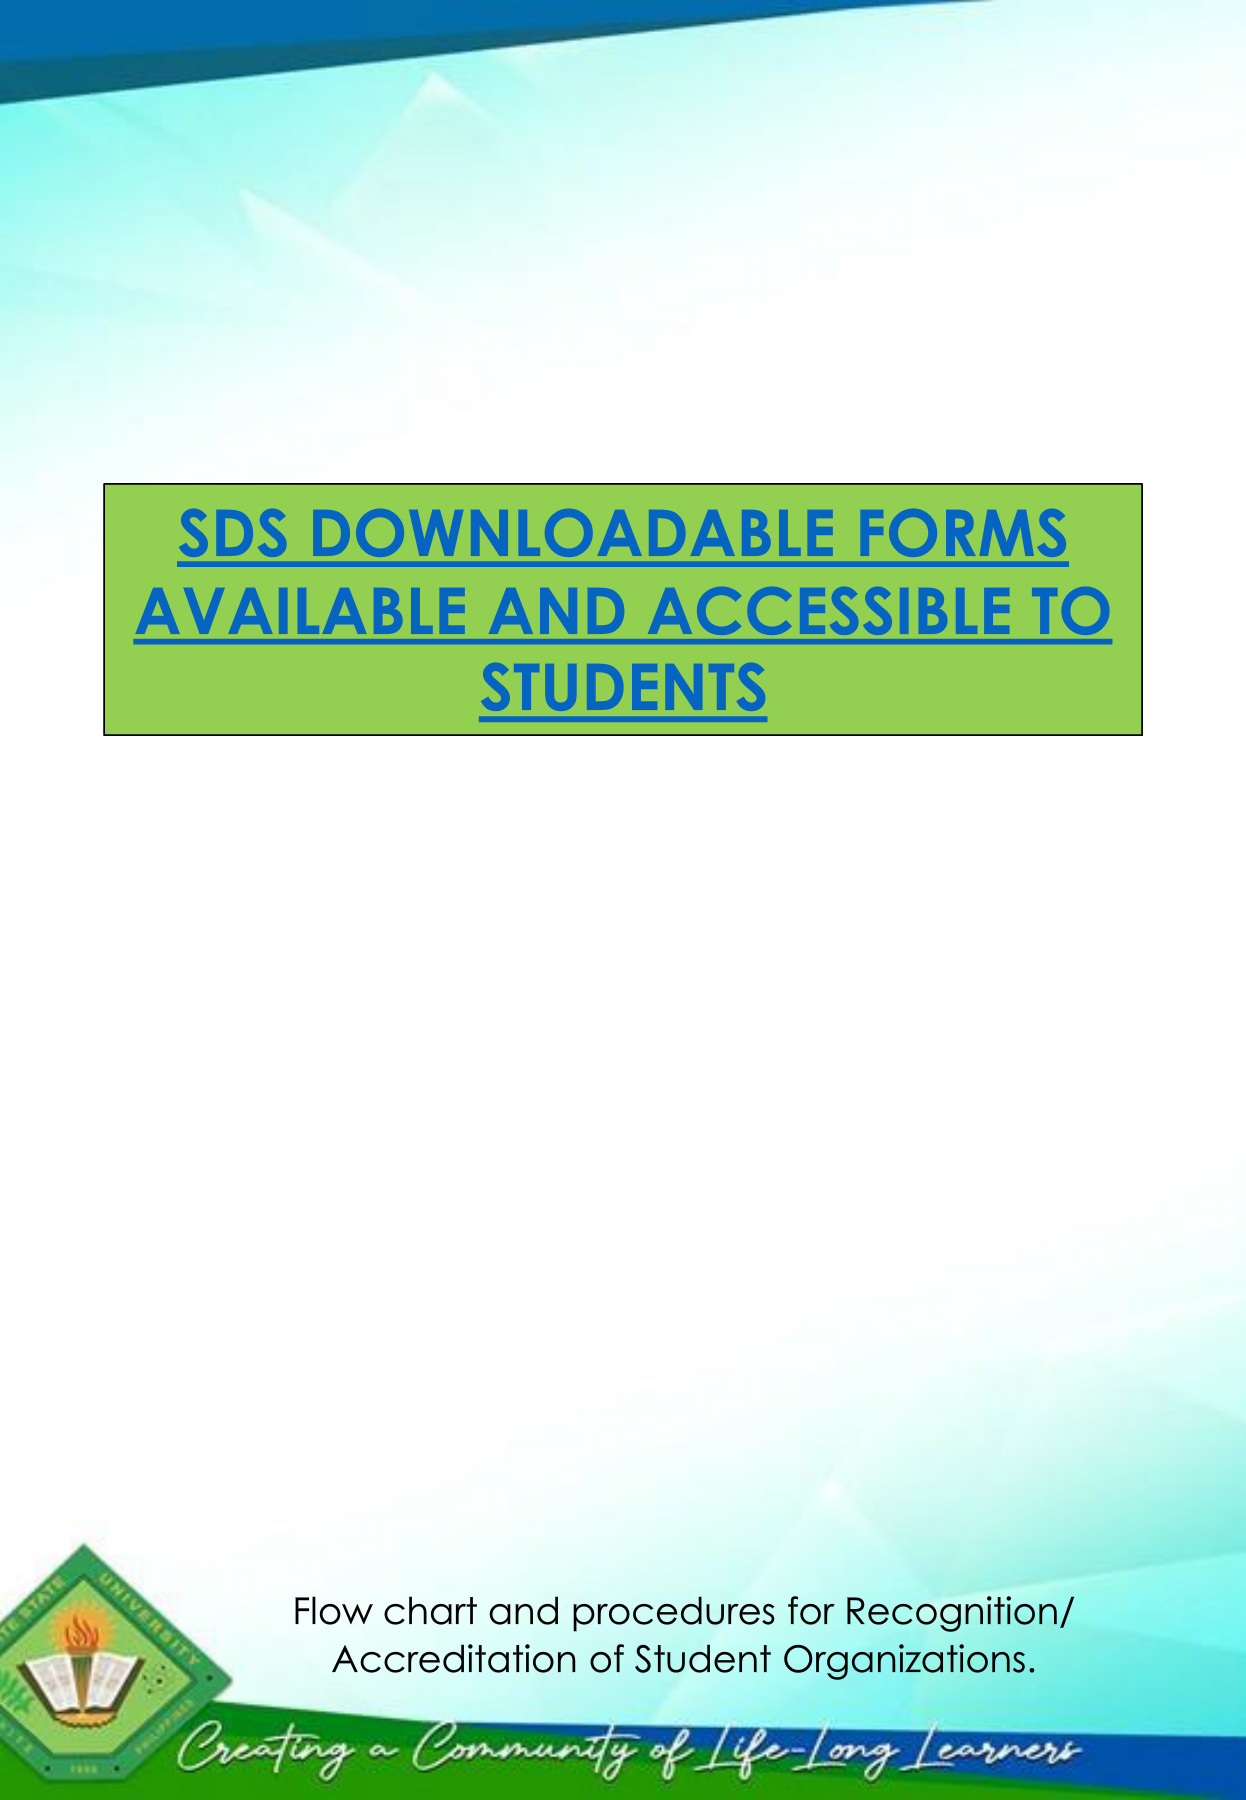 SDS DOWNLOADABLE FORMS
AVAILABLE AND ACCESSIBLE TO
STUDENTS
Flow chart and procedures for Recognition/
Accreditation of Student Organizations.
STATE UNIVERSITY
PHILIPPINES
Creating a Community of Life-Long Learners